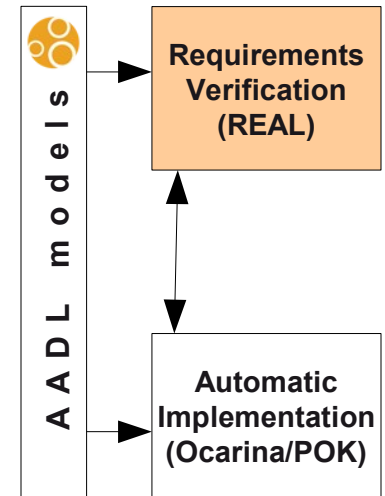 AADL models
Requirements
Verification
(REAL)
Automatic
Implementation
(Ocarina/POK)